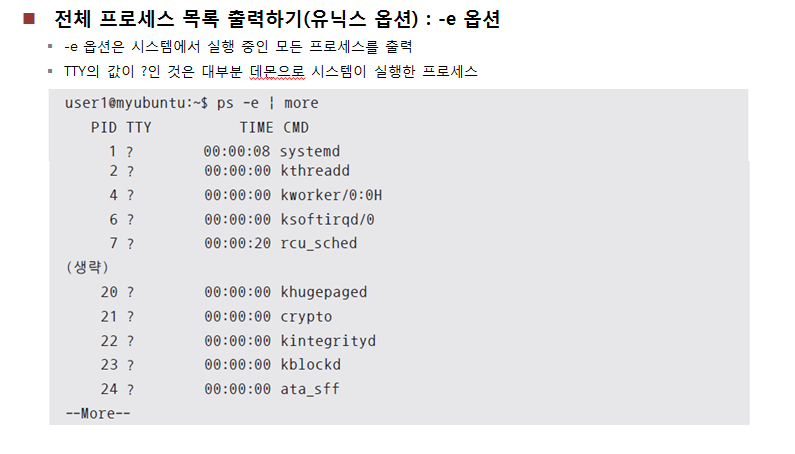 전체 프로세스 목록 출력하기(유닉스 옵션) : -e 옵션
-e 옵션은 시스템에서 실행 중인 모든 프로세스를 출력
TTY의 값이 ?인 것은 대부분 데몬으로 시스템이 실행한 프로세스
user1@myubuntu:~$ ps -e | more
PID TTY TIME CMD
1 ? 00:00:08 systemd
2 ? 00:00:00 kthreadd
4 ? 00:00:00 kworker/0:0H
6 ? 00:00:00 ksoftirqd/0
7 ? 00:00:20 rcu_sched
(생략)
20 ? 00:00:00 khugepaged
21 ? 00:00:00 crypto
22 ? 00:00:00 kintegrityd
23 ? 00:00:00 kblockd
24 ? 00:00:00 ata_sff
--More--